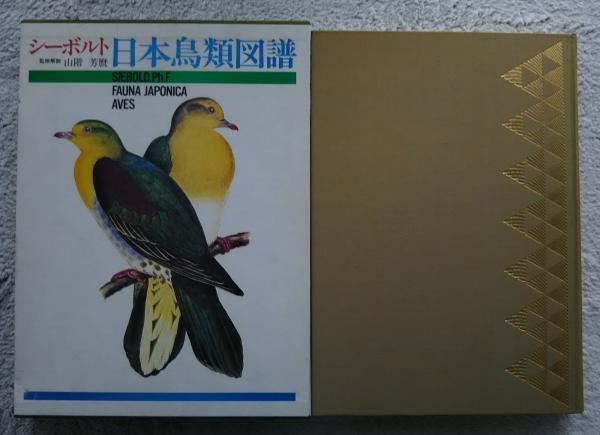 シーボルト 日本鳥類図譜
監修解説 山階 芳麿
SIEBOLD.Ph.F.
FAUNA JAPONICA
AVES